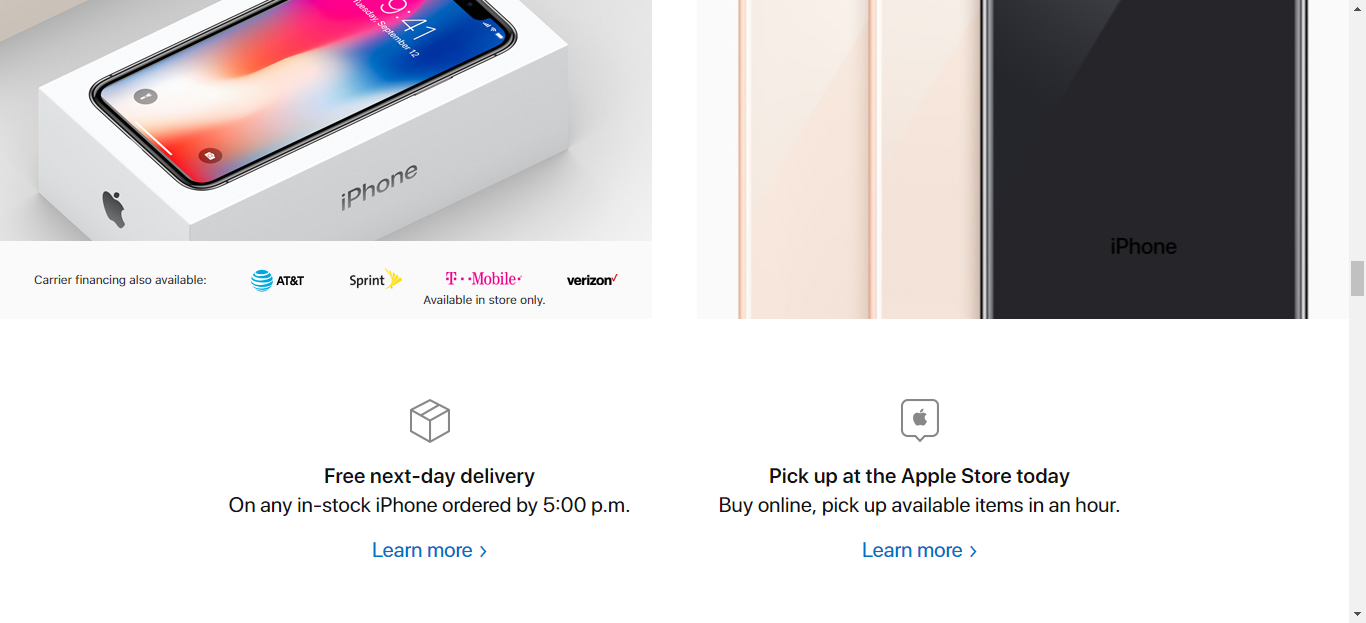 9:41
Tuesday, September 12
iPhone
iPhone
Carrier financing also available:
AT&T
Sprint
T··Mobile·
verizon✓
Available in store only.
Free next-day delivery
On any in-stock iPhone ordered by 5:00 p.m.
Learn more >
Pick up at the Apple Store today
Buy online, pick up available items in an hour.
Learn more >